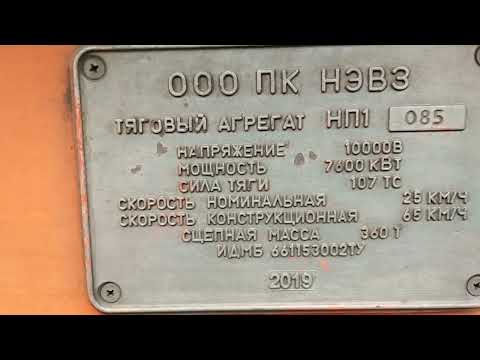 ООО ПК НЭВЗ
ТЯГОВЫЙ АГРЕГАТ НП1 085
НАПРЯЖЕНИЕ 10000В
МОЩНОСТЬ 7600 КВТ
СИЛА ТЯГИ 107 ТС
СКОРОСТЬ НОМИНАЛЬНАЯ 25 КМ/Ч
СКОРОСТЬ КОНСТРУКЦИОННАЯ 65 КМ/Ч
СЦЕПНАЯ МАССА 360 Т
ИДМБ 661153002ТУ
2019